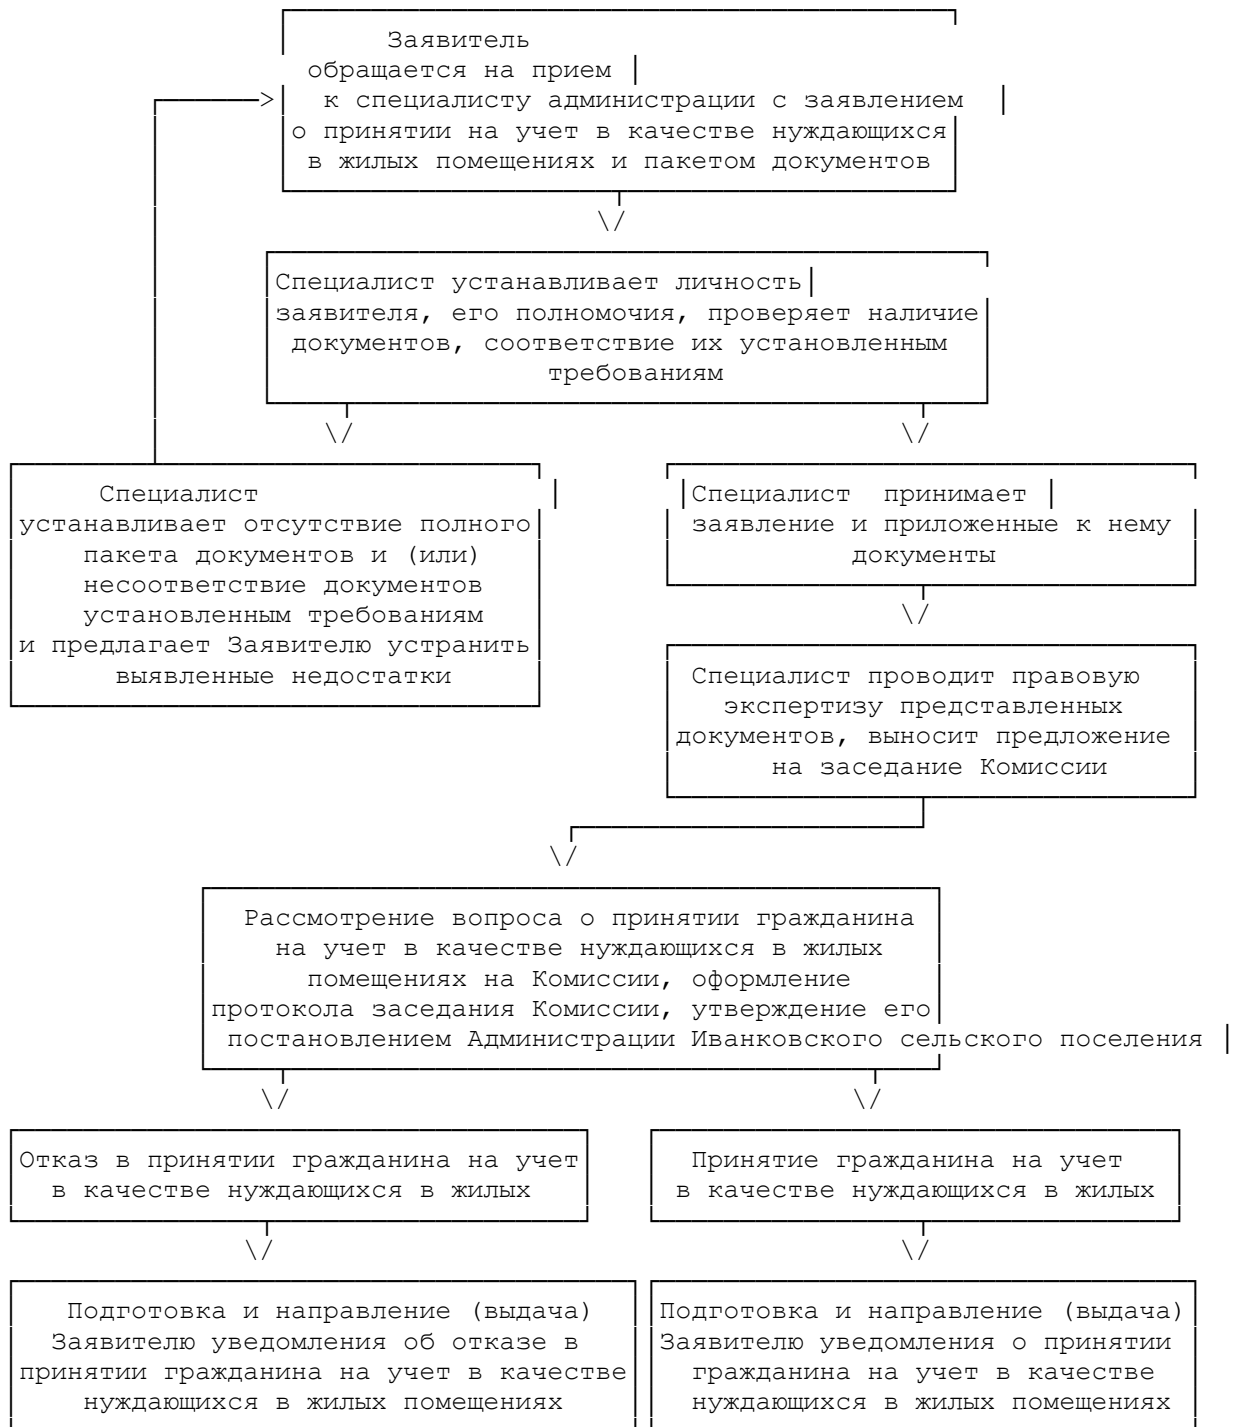 Заявитель
обращается на прием
к специалисту администрации с заявлением
о принятии на учет в качестве нуждающихся
в жилых помещениях и пакетом документов
Специалист устанавливает личность
заявителя, его полномочия, проверяет наличие
документов, соответствие их установленным
требованиям
Специалист
устанавливает отсутствие полного
пакета документов и (или)
несоответствие документов
установленным требованиям
и предлагает Заявителю устранить
выявленные недостатки
Специалист принимает
заявление и приложенные к нему
документы
Специалист проводит правовую
экспертизу представленных
документов, выносит предложение
на заседание Комиссии
Рассмотрение вопроса о принятии гражданина
на учет в качестве нуждающихся в жилых
помещениях на Комиссии, оформление
протокола заседания Комиссии, утверждение его
постановлением Администрации Иванковского сельского поселения
Отказ в принятии гражданина на учет
в качестве нуждающихся в жилых
Принятие гражданина на учет
в качестве нуждающихся в жилых
Подготовка и направление (выдача)
Заявителю уведомления об отказе в
принятии гражданина на учет в качестве
нуждающихся в жилых помещениях
Подготовка и направление (выдача)
Заявителю уведомления о принятии
гражданина на учет в качестве
нуждающихся в жилых помещениях